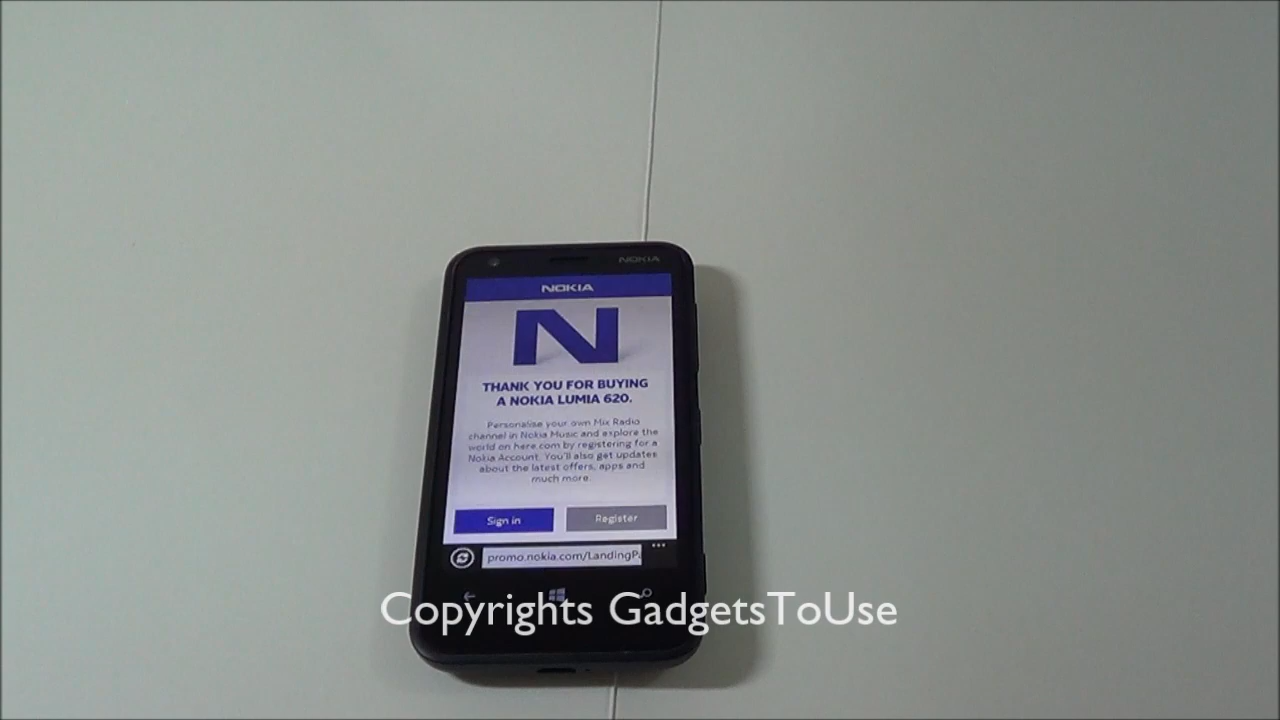 NOKIA
NOKIA
N
THANK YOU FOR BUYING
A NOKIA LUMIA 620.
Personalise your own Mix Radio
channel in Nokia Music and explore the
world on here.com by registering for a
Nokia Account. You'll also get updates
about the latest offers, apps and
much more.
Sign in Register
promo.nokia.com/LandingPa
Copyrights GadgetsToUse